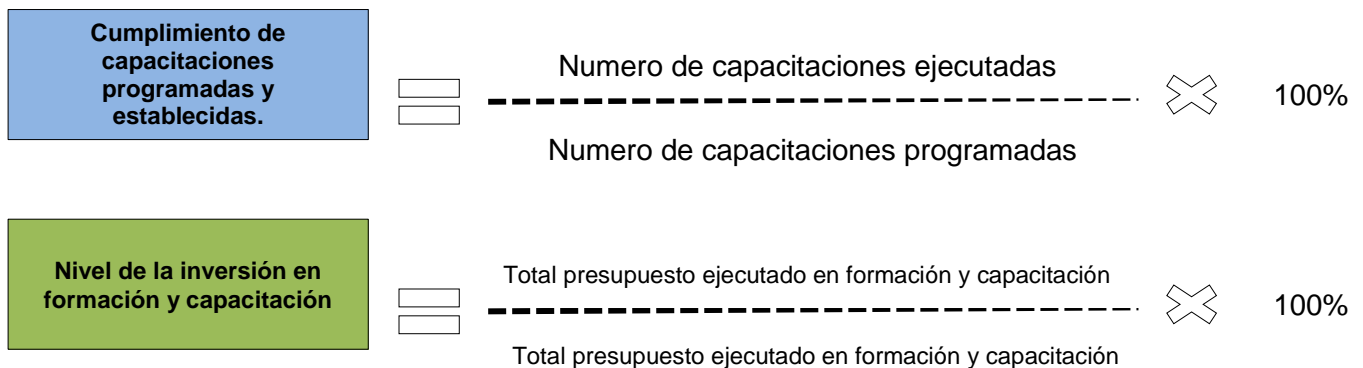 Cumplimiento de
capacitaciones
programadas y
establecidas.
Numero de capacitaciones ejecutadas
100%
Numero de capacitaciones programadas
Nivel de la inversión en
formación y capacitación
Total presupuesto ejecutado en formación y capacitación
100%
Total presupuesto ejecutado en formación y capacitación